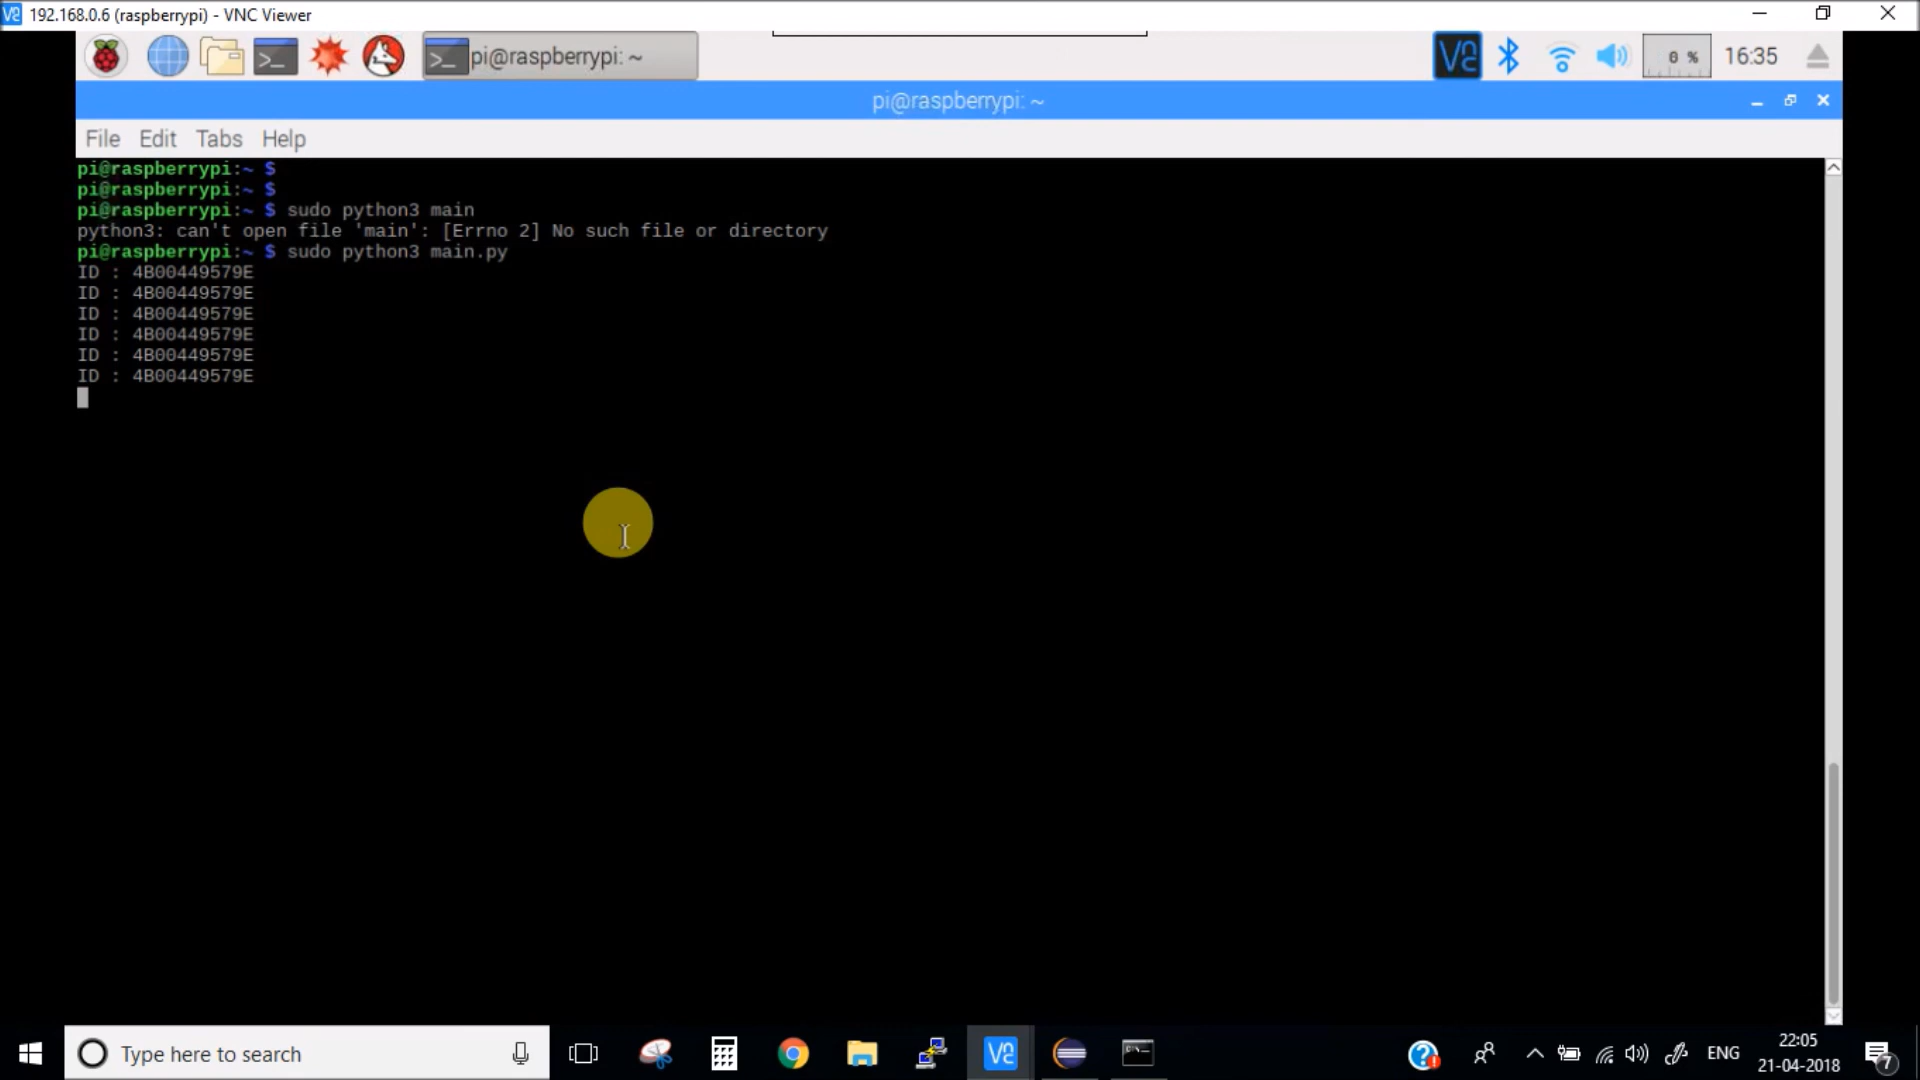 192.168.0.6 (raspberrypi) - VNC Viewer
pi@raspberrypi: ~
0 %
16:35
pi@raspberrypi: ~
File Edit Tabs Help
pi@raspberrypi:~ $
pi@raspberrypi:~ $
pi@raspberrypi:~ $ sudo python3 main
python3: can't open file 'main': [Errno 2] No such file or directory
pi@raspberrypi:~ $ sudo python3 main.py
ID : 4B00449579E
ID : 4B00449579E
ID : 4B00449579E
ID : 4B00449579E
ID : 4B00449579E
ID : 4B00449579E
Type here to search
ENG
22:05
21-04-2018
7